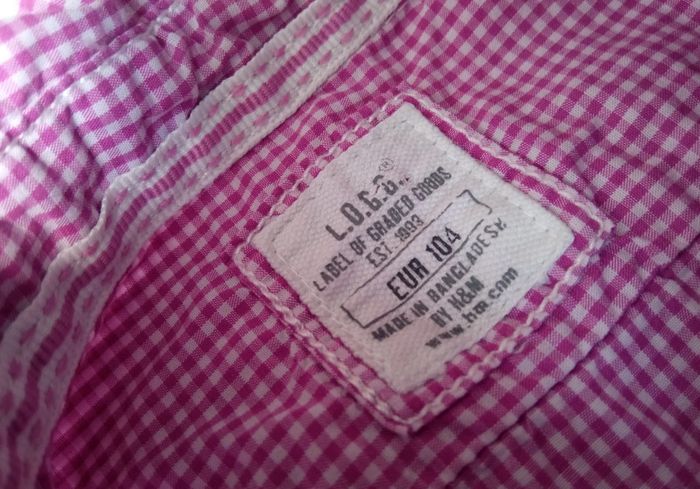 L.O.G.G.®
LABEL OF GRADED GOODS
EST. 1993
EUR 104
MADE IN BANGLADESH
BY H&M
www.hm.com